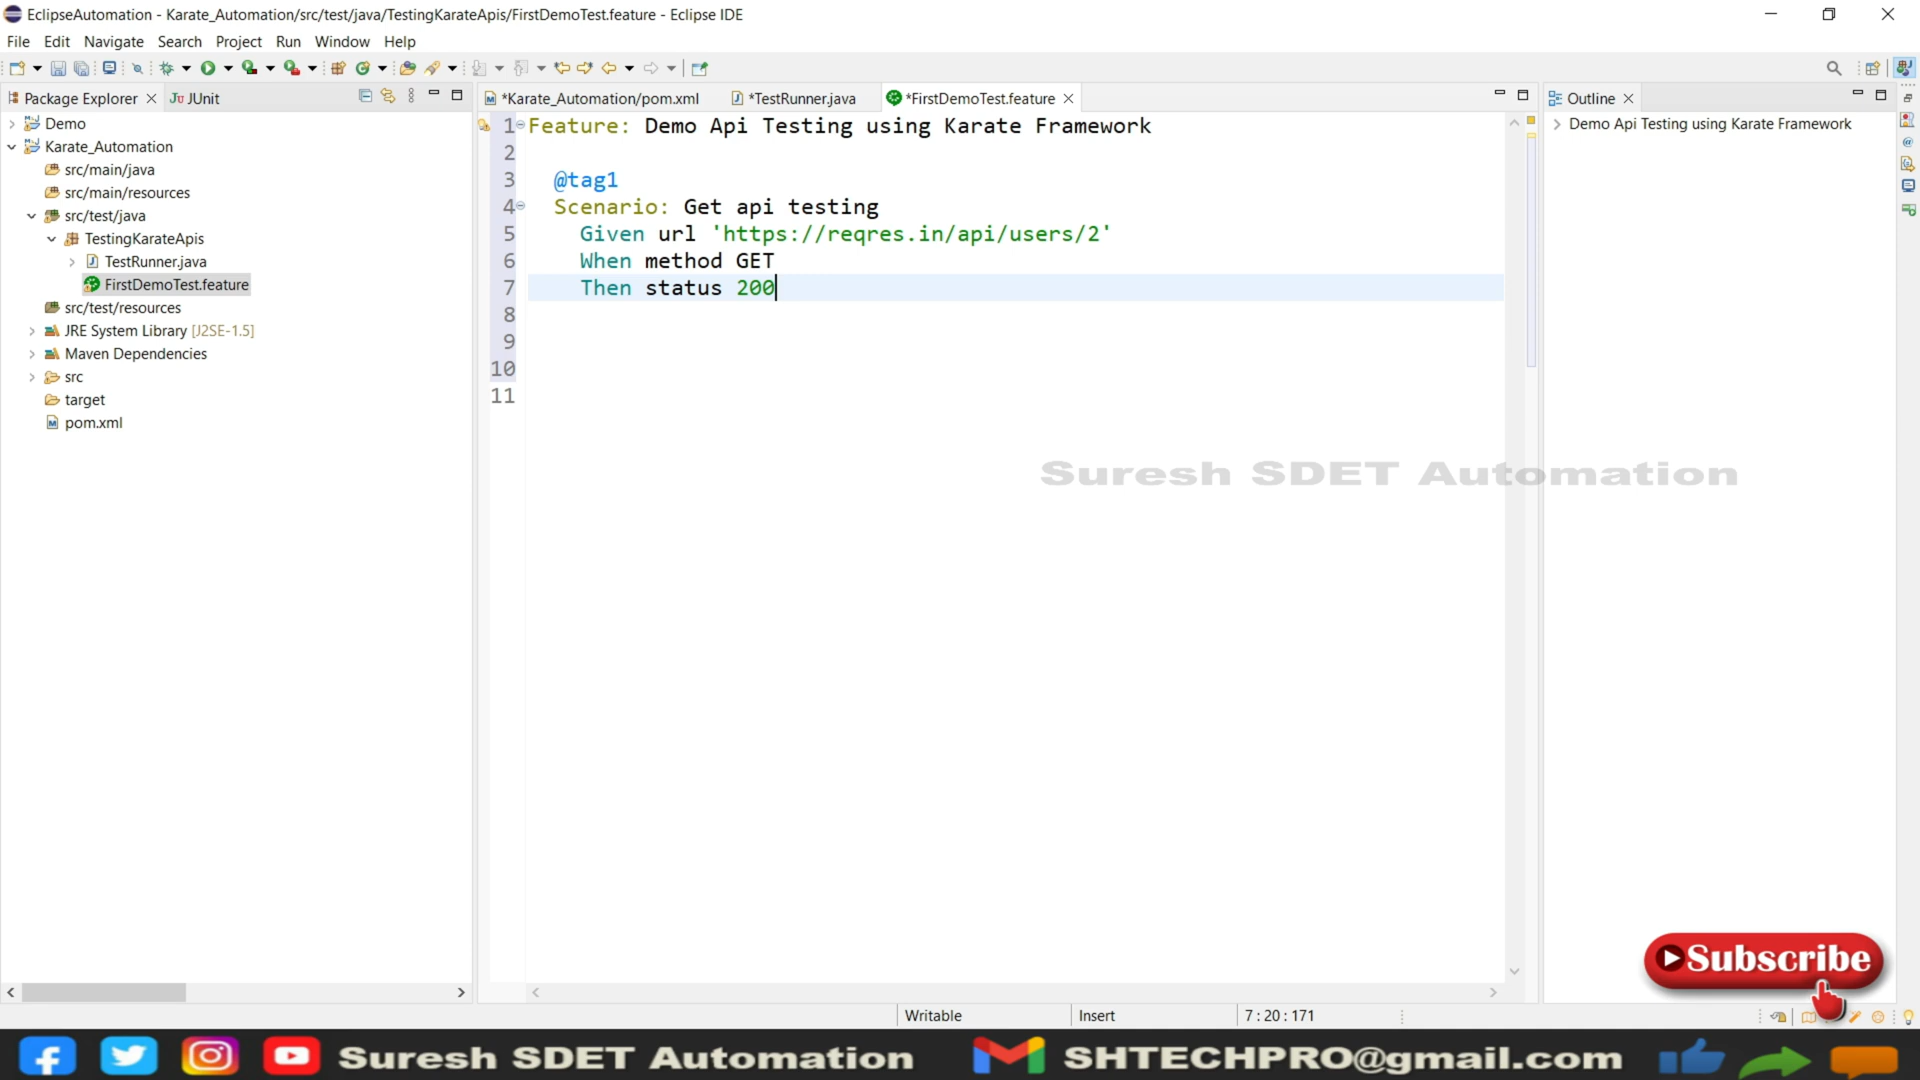 EclipseAutomation - Karate_Automation/src/test/java/TestingKarateApis/FirstDemoTest.feature - Eclipse IDE
File Edit Navigate Search Project Run Window Help
Package Explorer
JUnit
*Karate_Automation/pom.xml
*TestRunner.java
*FirstDemoTest.feature
Outline
Demo
Karate_Automation
src/main/java
src/main/resources
src/test/java
TestingKarateApis
TestRunner.java
FirstDemoTest.feature
src/test/resources
JRE System Library [J2SE-1.5]
Maven Dependencies
src
target
pom.xml
1 Feature: Demo Api Testing using Karate Framework
2
3 @tag1
4 Scenario: Get api testing
5 Given url 'https://reqres.in/api/users/2'
6 When method GET
7 Then status 200
8
9
10
11
Demo Api Testing using Karate Framework
Suresh SDET Automation
Subscribe
Writable
Insert
7 : 20 : 171
Suresh SDET Automation
SHTECHPRO@gmail.com